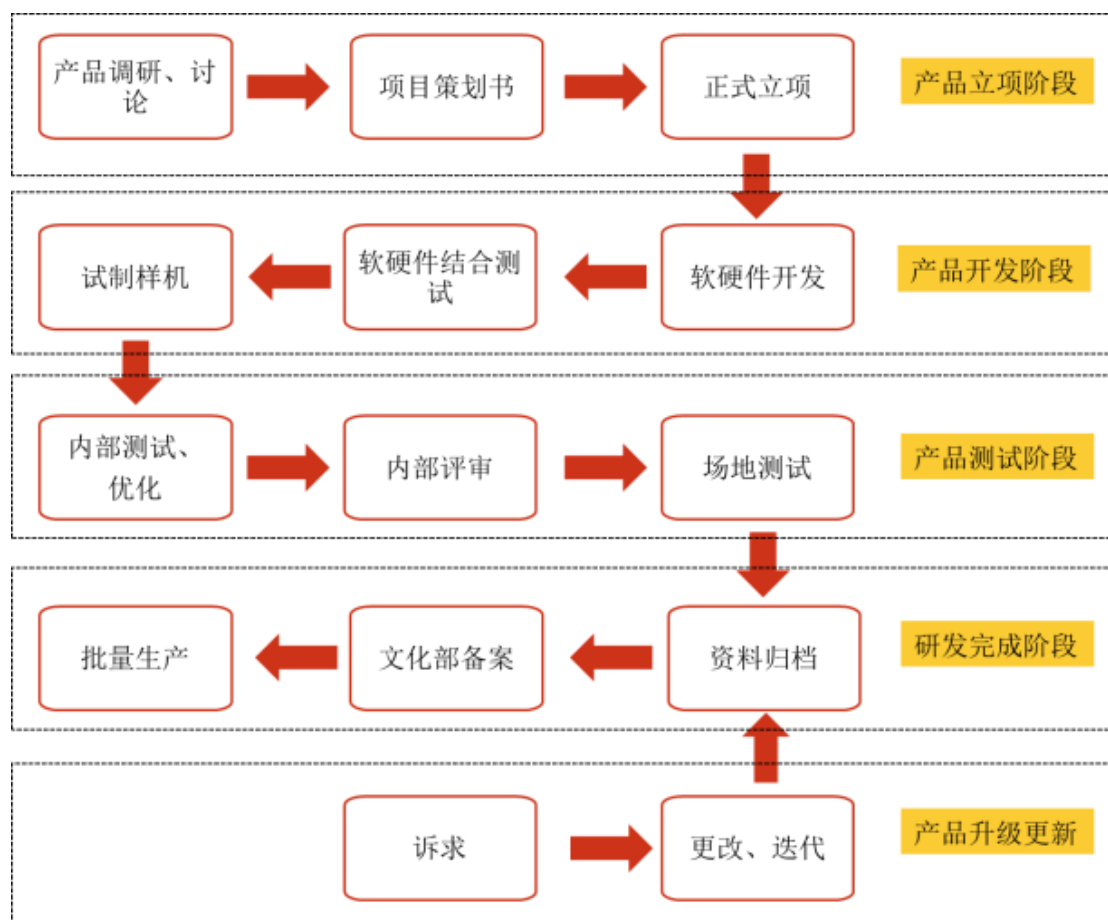 产品调研、讨
论
项目策划书
正式立项
产品立项阶段
试制样机
软硬件结合测
试
软硬件开发
产品开发阶段
内部测试、
优化
内部评审
场地测试
产品测试阶段
批量生产
文化部备案
资料归档
研发完成阶段
诉求
更改、迭代
产品升级更新